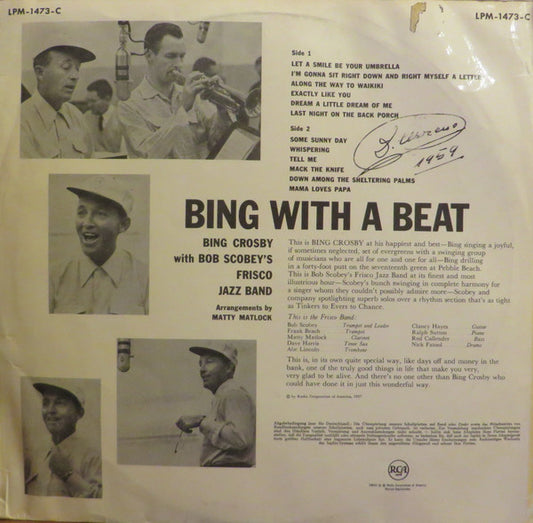 LPM-1473-C
LPM-1473-C
Side 1
LET A SMILE BE YOUR UMBRELLA
I'M GONNA SIT RIGHT DOWN AND RIGHT MYSELF A LETTER
ALONG THE WAY TO WAIKIKI
EXACTLY LIKE YOU
DREAM A LITTLE DREAM OF ME
LAST NIGHT ON THE BACK PORCH
Side 2
SOME SUNNY DAY
WHISPERING
TELL ME
MACK THE KNIFE
DOWN AMONG THE SHELTERING PALMS
MAMA LOVES PAPA
1959
BING WITH A BEAT
BING CROSBY
with BOB SCOBEY'S
FRISCO
JAZZ BAND
Arrangements by
MATTY MATLOCK
This is BING CROSBY at his happiest and best—Bing singing a joyful,
if sometimes neglected, set of evergreens with a swinging group
of musicians who are all for one and one for all—Bing drilling
in a forty-foot putt on the seventeenth green at Pebble Beach.
This is Bob Scobey's Frisco Jazz Band at its finest and most
illustrious hour—Scobey's bunch swinging in complete harmony for
a singer whom they couldn't possibly admire more—Scobey and
company spotlighting superb solos over a rhythm section that's as tight
as Tinkers to Evers to Chance.
This is the Frisco Band:
Bob Scobey Trumpet and Leader Clancy Hayes Guitar
Frank Beach Trumpet Ralph Sutton Piano
Matty Matlock Clarinet Red Callender Bass
Dave Harris Tenor Sax Nick Fatool Drums
Abe Lincoln Trombone
This is, in its own quite special way, like days off and money in the
bank, one of the truly good things in life that make you very,
very glad to be alive. And there's no one other than Bing Crosby who
could have done it in just this wonderful way.
© by Radio Corporation of America, 1957
RCA